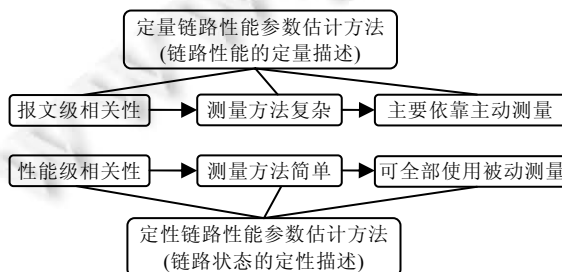 定量链路性能参数估计方法
(链路性能的定量描述)
报文级相关性 测量方法复杂 主要依靠主动测量
性能级相关性 测量方法简单 可全部使用被动测量
定性链路性能参数估计方法
(链路状态的定性描述)